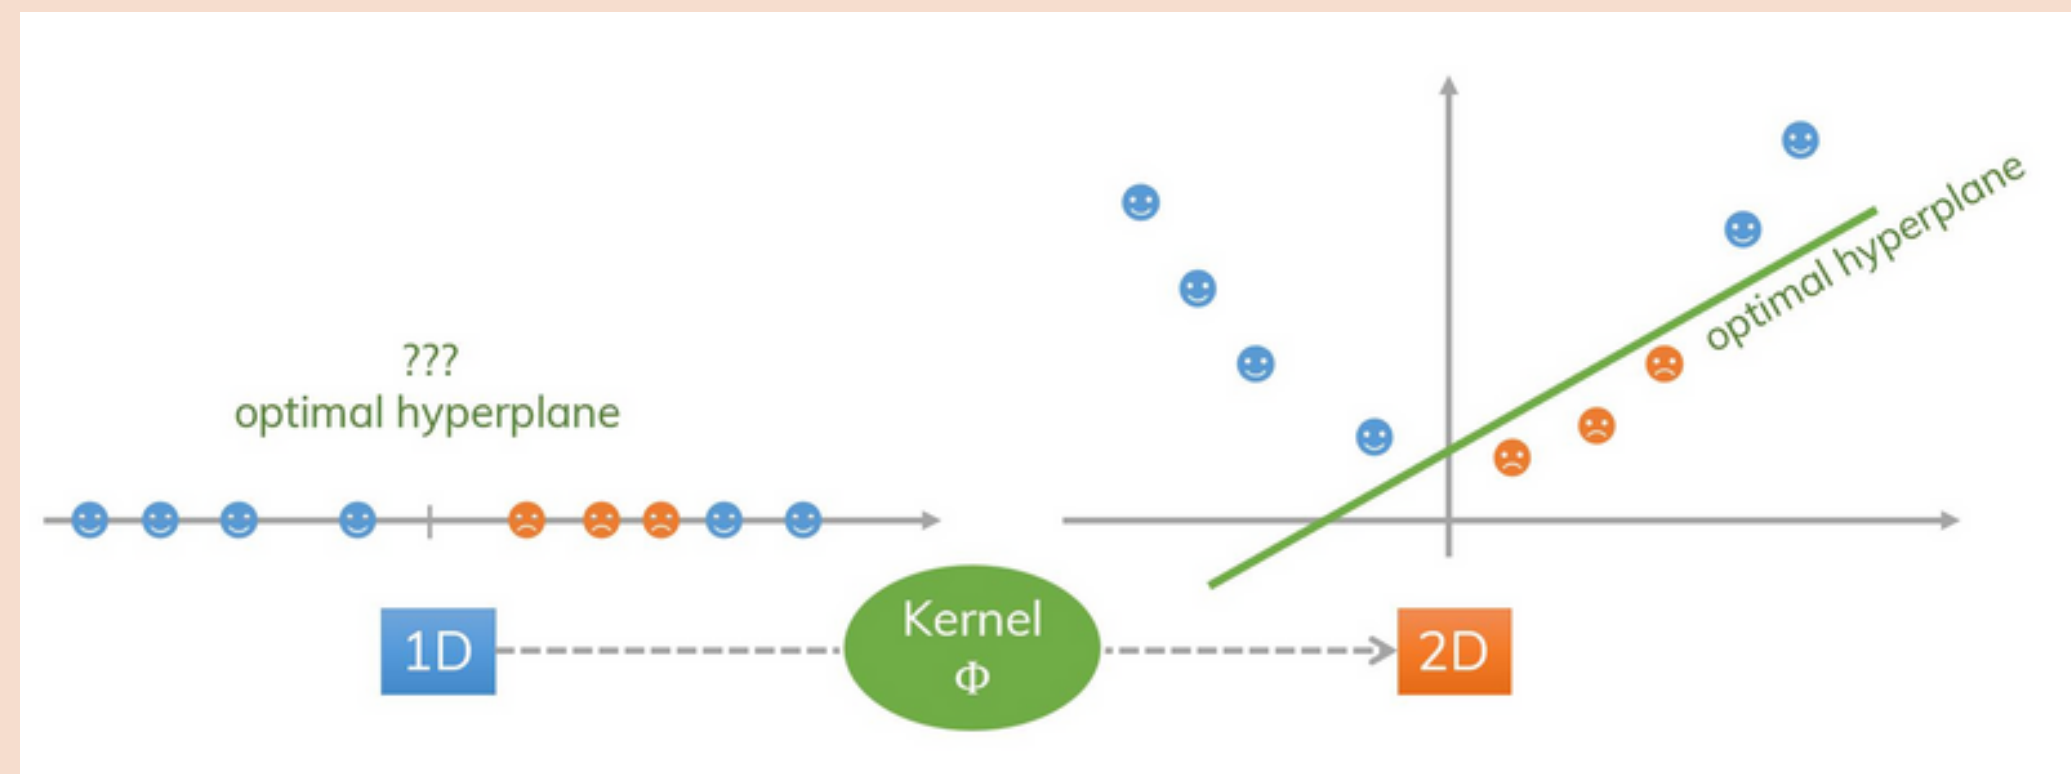 ???
optimal hyperplane
optimal hyperplane
1D
Kernel
Φ
2D